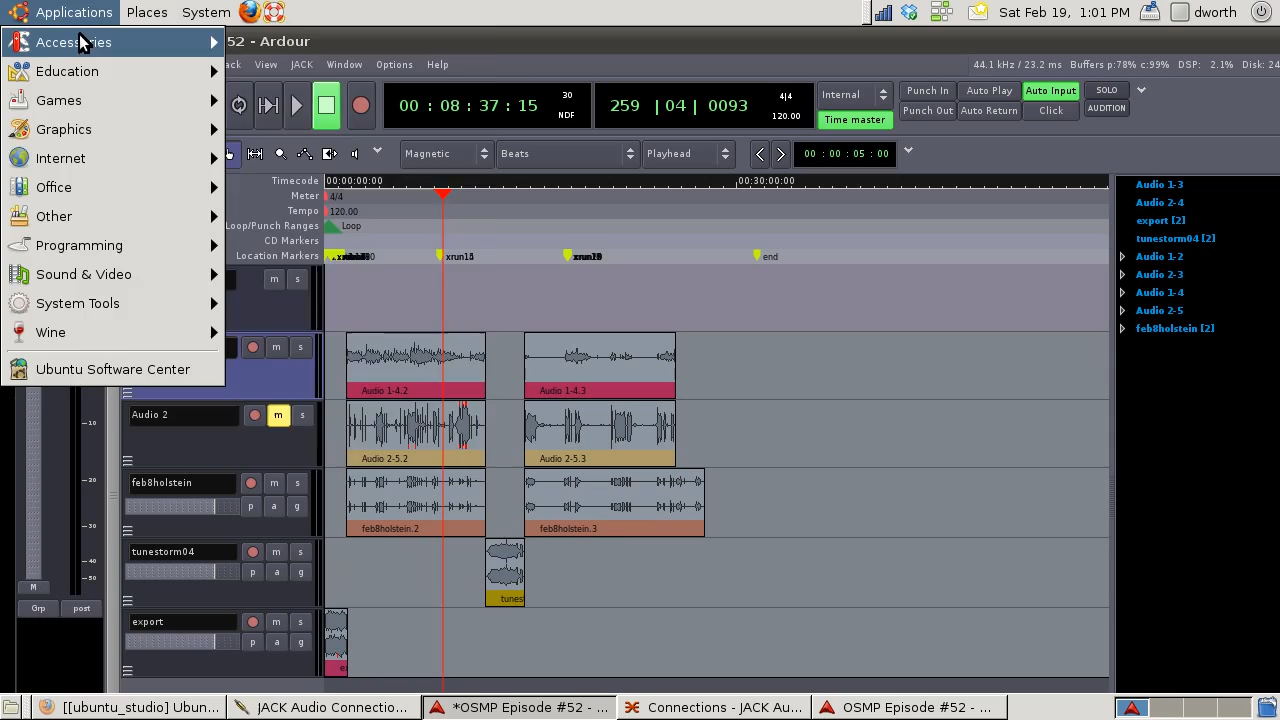 Applications Places System Sat Feb 19, 1:01 PM dworth
52 - Ardour
Accessories
Education
Games
Graphics
Internet
Office
Other
Programming
Sound & Video
System Tools
Wine
Ubuntu Software Center
View JACK Window Options Help 44.1 kHz / 23.2 ms Buffers p:78% c:99% DSP: 2.1% Disk: 24
00 : 08 : 37 : 15 30 NDF
259 |04 | 0093 4|4 120.00
Internal
Time master
Punch In Auto Play Auto Input SOLO
Punch Out Auto Return Click AUDITION
Magnetic Beats Playhead 00 : 00 : 05 : 00
Timecode 00:00:00:00 00:30:00:00
Meter 4/4
Tempo 120.00
Loop/Punch Ranges Loop
CD Markers
Location Markers end
m s
m s
Audio 1-4.2 Audio 1-4.3
Audio 2 m s
Audio 2-5.2 Audio 2-5.3
feb8holstein m s
p a g
feb8holstein.2 feb8holstein.3
tunestorm04 m s
p a g
tunes
export m s
p a g
-10
-20
-30
-40
-50
M
Grp post
Audio 1-3
Audio 2-4
export [2]
tunestorm04 [2]
Audio 1-2
Audio 2-3
Audio 1-4
Audio 2-5
feb8holstein [2]
[[ubuntu_studio] Ubun... JACK Audio Connectio... *OSMP Episode #52 - ... Connections - JACK Au... OSMP Episode #52 - ...